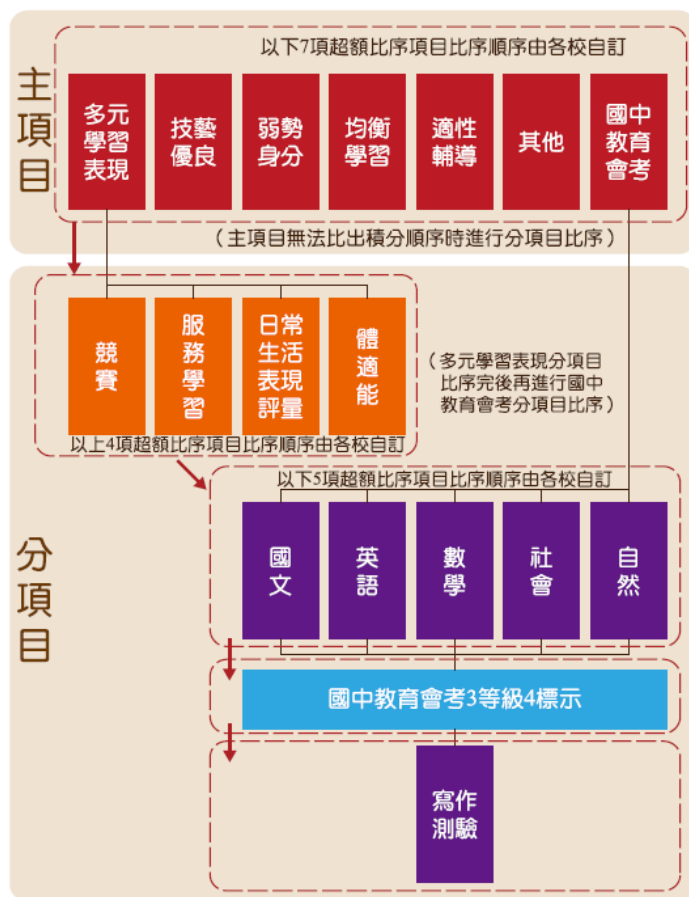 主項目
以下7項超額比序項目比序順序由各校自訂
多元
學習
表現
技藝
優良
弱勢
身分
均衡
學習
適性
輔導
其他
國中
教育
會考
（主項目無法比出積分順序時進行分項目比序）
分項目
競賽
服務學習
日常
生活
表現
評量
體適能
以上4項超額比序項目比序順序由各校自訂
（多元學習表現分項目
比序完後再進行國中
教育會考分項目比序）
以下5項超額比序項目比序順序由各校自訂
國文
英語
數學
社會
自然
國中教育會考3等級4標示
寫作
測驗